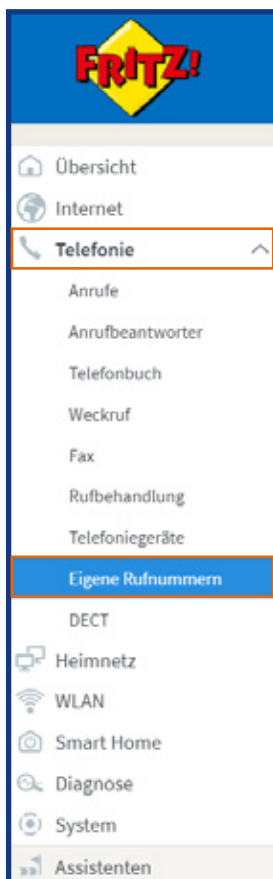 FRITZ!
Übersicht
Internet
Telefonie
Anrufe
Anrufbeantworter
Telefonbuch
Weckruf
Fax
Rufbehandlung
Telefoniegeräte
Eigene Rufnummern
DECT
Heimnetz
WLAN
Smart Home
Diagnose
System
Assistenten